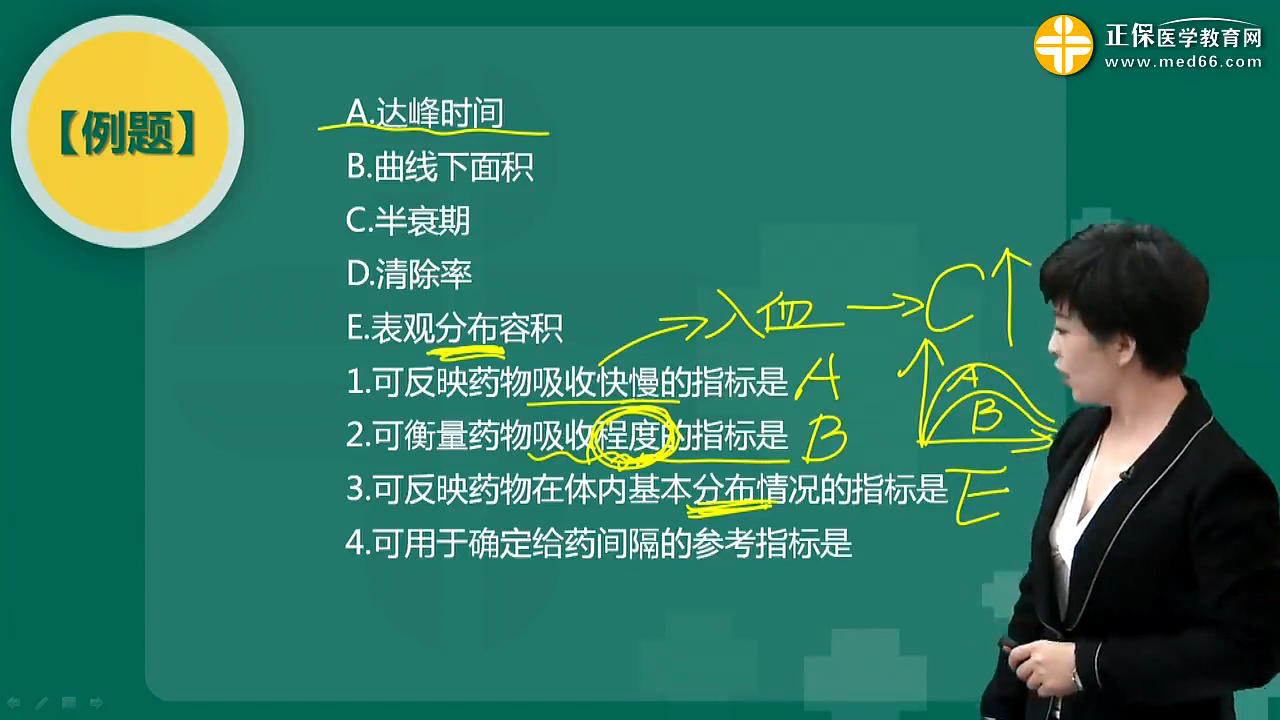 正保医学教育网
www.med66.com
【例题】
A.达峰时间
B.曲线下面积
C.半衰期
D.清除率
E.表观分布容积
入血 → C↑
1.可反映药物吸收快慢的指标是 A
A
B
2.可衡量药物吸收程度的指标是 B
3.可反映药物在体内基本分布情况的指标是 E
4.可用于确定给药间隔的参考指标是